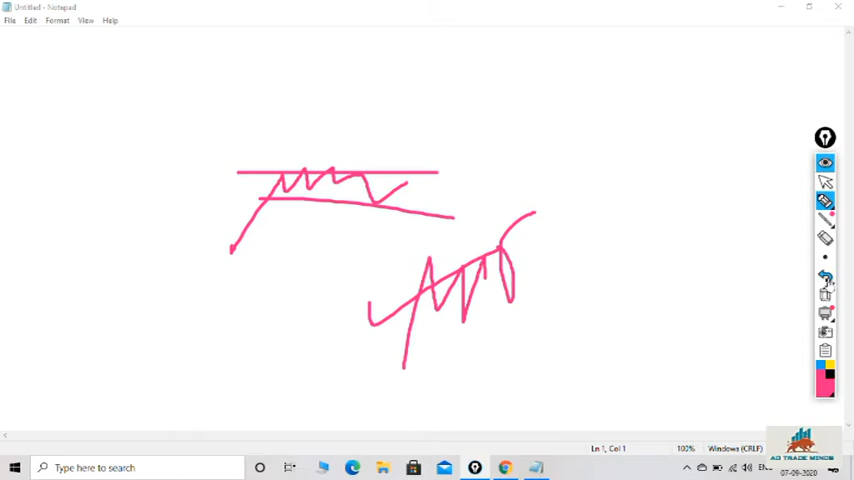 Untitled - Notepad
File Edit Format View Help
Ln 1, Col 1 100% Windows (CRLF)
AD TRADE MINDS
Type here to search
07-09-2020